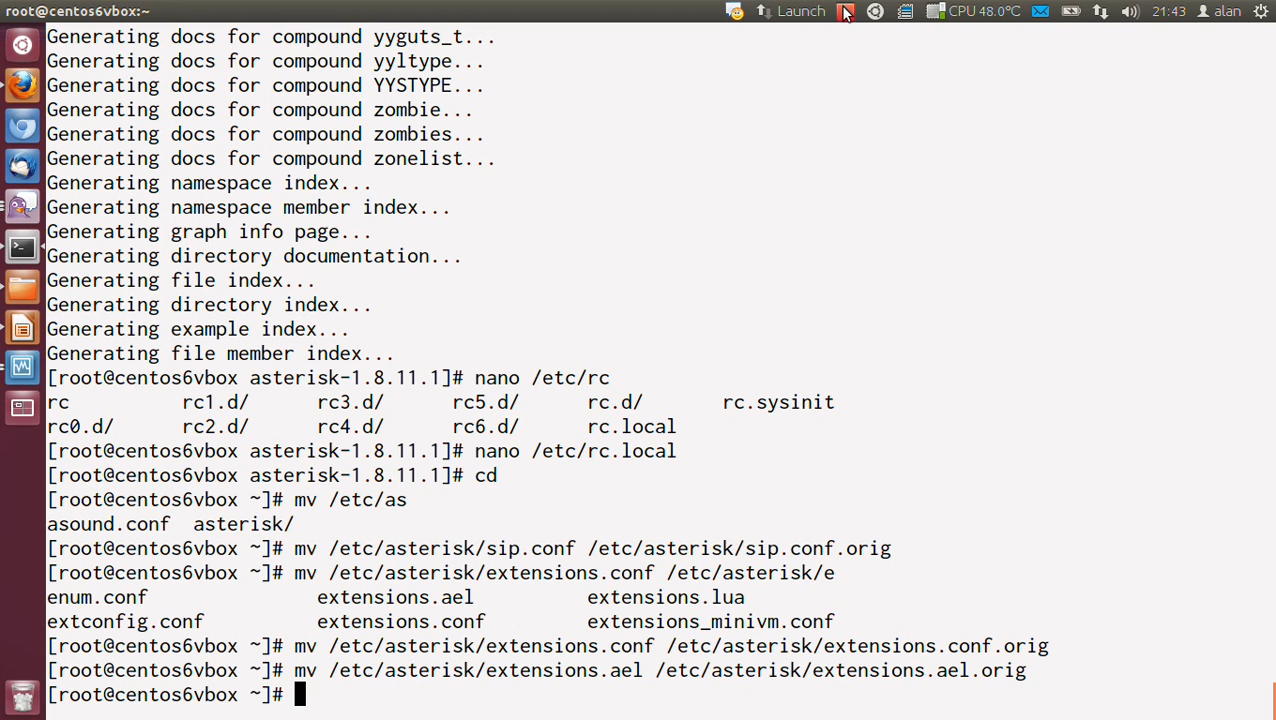 root@centos6vbox:~ Launch CPU 48.0°C 21:43 alan
Generating docs for compound yyguts_t...
Generating docs for compound yyltype...
Generating docs for compound YYSTYPE...
Generating docs for compound zombie...
Generating docs for compound zombies...
Generating docs for compound zonelist...
Generating namespace index...
Generating namespace member index...
Generating graph info page...
Generating directory documentation...
Generating file index...
Generating directory index...
Generating example index...
Generating file member index...
[root@centos6vbox asterisk-1.8.11.1]# nano /etc/rc
rc rc1.d/ rc3.d/ rc5.d/ rc.d/ rc.sysinit
rc0.d/ rc2.d/ rc4.d/ rc6.d/ rc.local
[root@centos6vbox asterisk-1.8.11.1]# nano /etc/rc.local
[root@centos6vbox asterisk-1.8.11.1]# cd
[root@centos6vbox ~]# mv /etc/as
asound.conf asterisk/
[root@centos6vbox ~]# mv /etc/asterisk/sip.conf /etc/asterisk/sip.conf.orig
[root@centos6vbox ~]# mv /etc/asterisk/extensions.conf /etc/asterisk/e
enum.conf extensions.ael extensions.lua
extconfig.conf extensions.conf extensions_minivm.conf
[root@centos6vbox ~]# mv /etc/asterisk/extensions.conf /etc/asterisk/extensions.conf.orig
[root@centos6vbox ~]# mv /etc/asterisk/extensions.ael /etc/asterisk/extensions.ael.orig
[root@centos6vbox ~]#